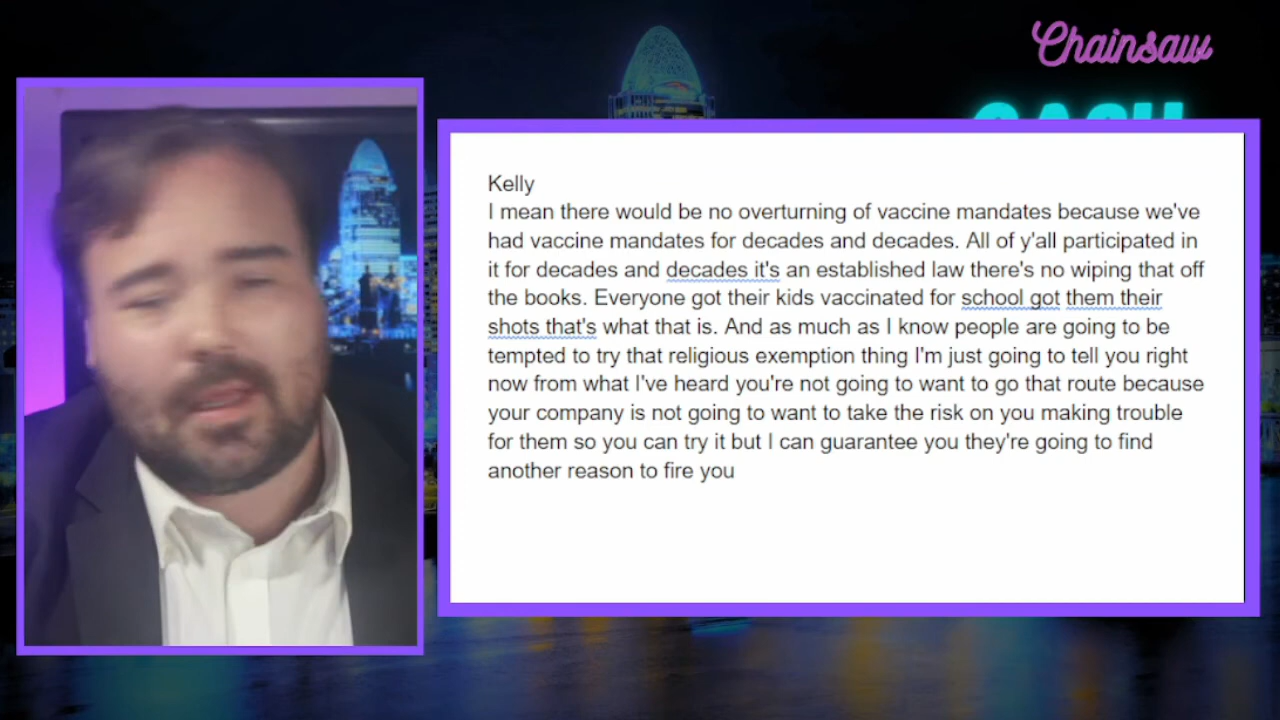 Chainsaw
CASH
Kelly
I mean there would be no overturning of vaccine mandates because we've
had vaccine mandates for decades and decades. All of y'all participated in
it for decades and decades it's an established law there's no wiping that off
the books. Everyone got their kids vaccinated for school got them their
shots that's what that is. And as much as I know people are going to be
tempted to try that religious exemption thing I'm just going to tell you right
now from what I've heard you're not going to want to go that route because
your company is not going to want to take the risk on you making trouble
for them so you can try it but I can guarantee you they're going to find
another reason to fire you